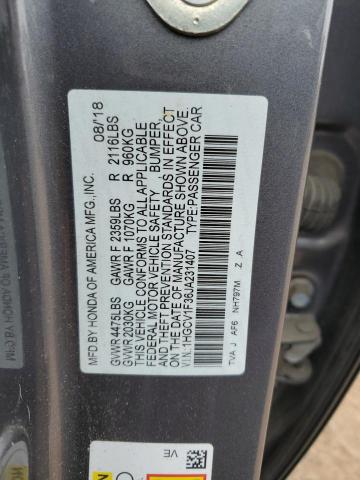 MFD BY HONDA OF AMERICA MFG.,INC. 08/'18
GVWR 4475LBS GAWR F 2359LBS R 2116LBS
GVWR 2030KG GAWR F 1070KG R 960KG
THIS VEHICLE CONFORMS TO ALL APPLICABLE
FEDERAL MOTOR VEHICLE SAFETY, BUMPER,
AND THEFT PREVENTION STANDARDS IN EFFECT
ON THE DATE OF MANUFACTURE SHOWN ABOVE.
V.I.N.:1HGCV1F36JA231407 TYPE:PASSENGER CAR
TVA J AF6 NH797M Z A
VE